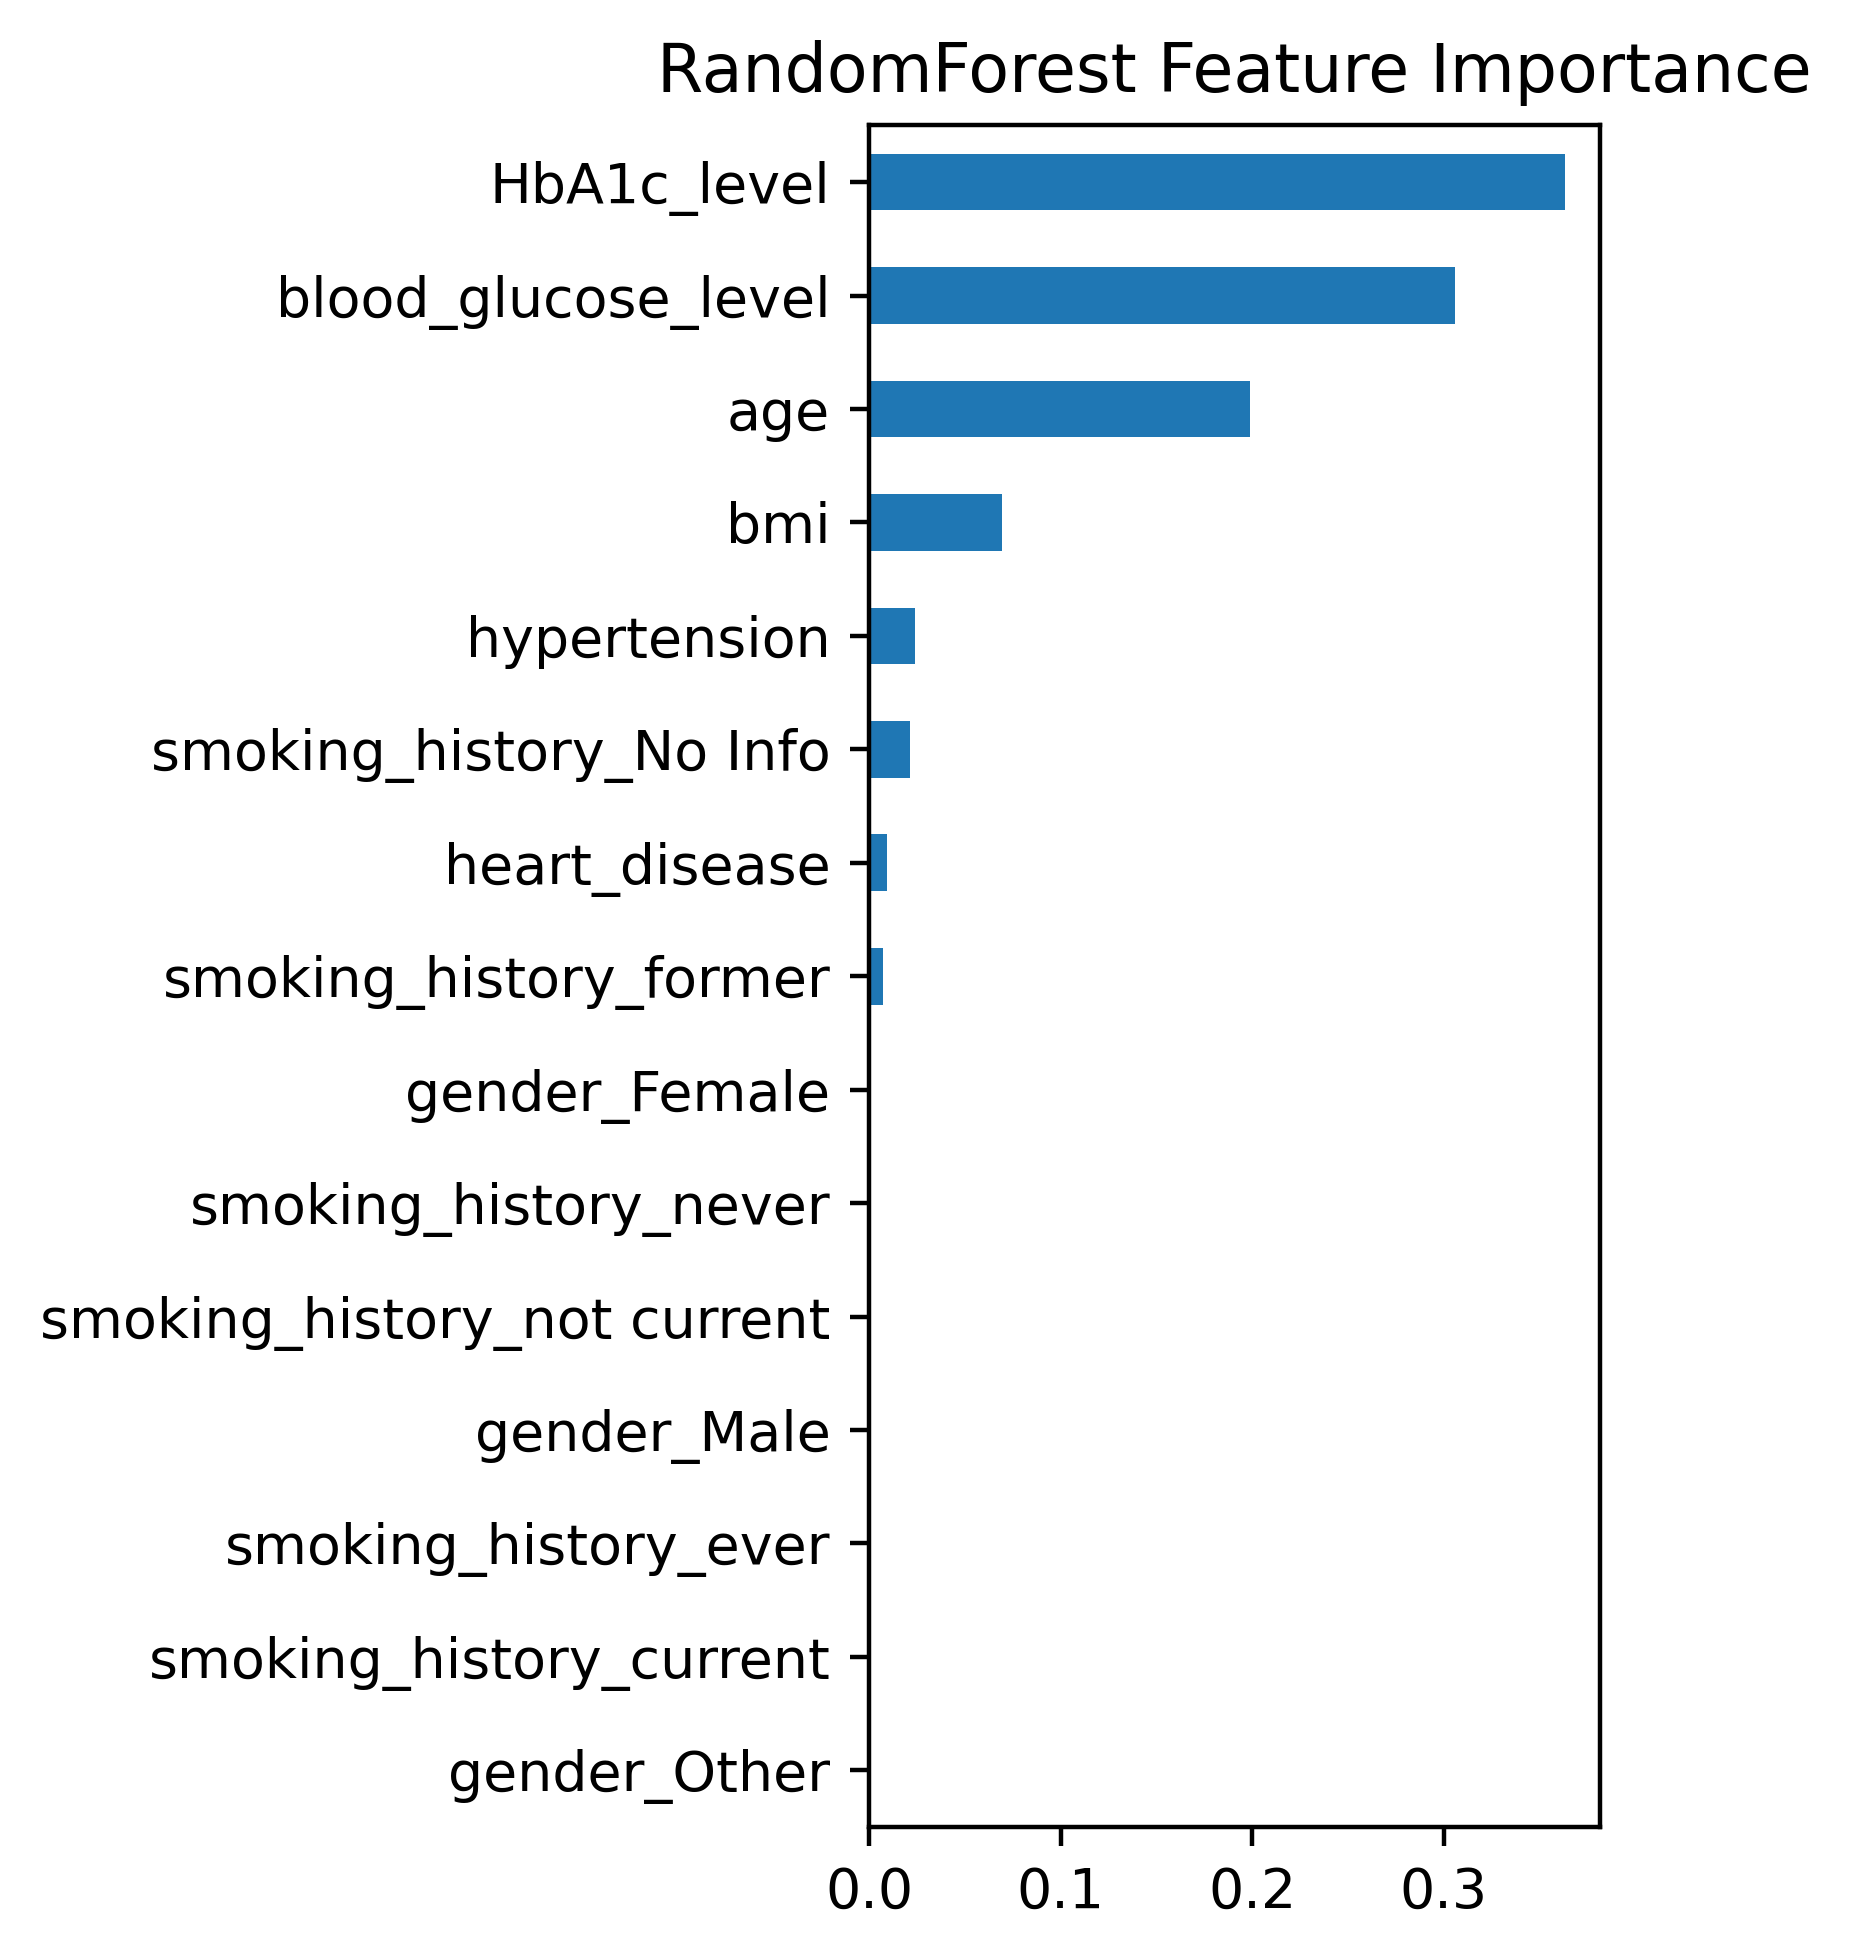 RandomForest Feature Importance
HbA1c_level
blood_glucose_level
age
bmi
hypertension
smoking_history_No Info
heart_disease
smoking_history_former
gender_Female
smoking_history_never
smoking_history_not current
gender_Male
smoking_history_ever
smoking_history_current
gender_Other
0.0 0.1 0.2 0.3